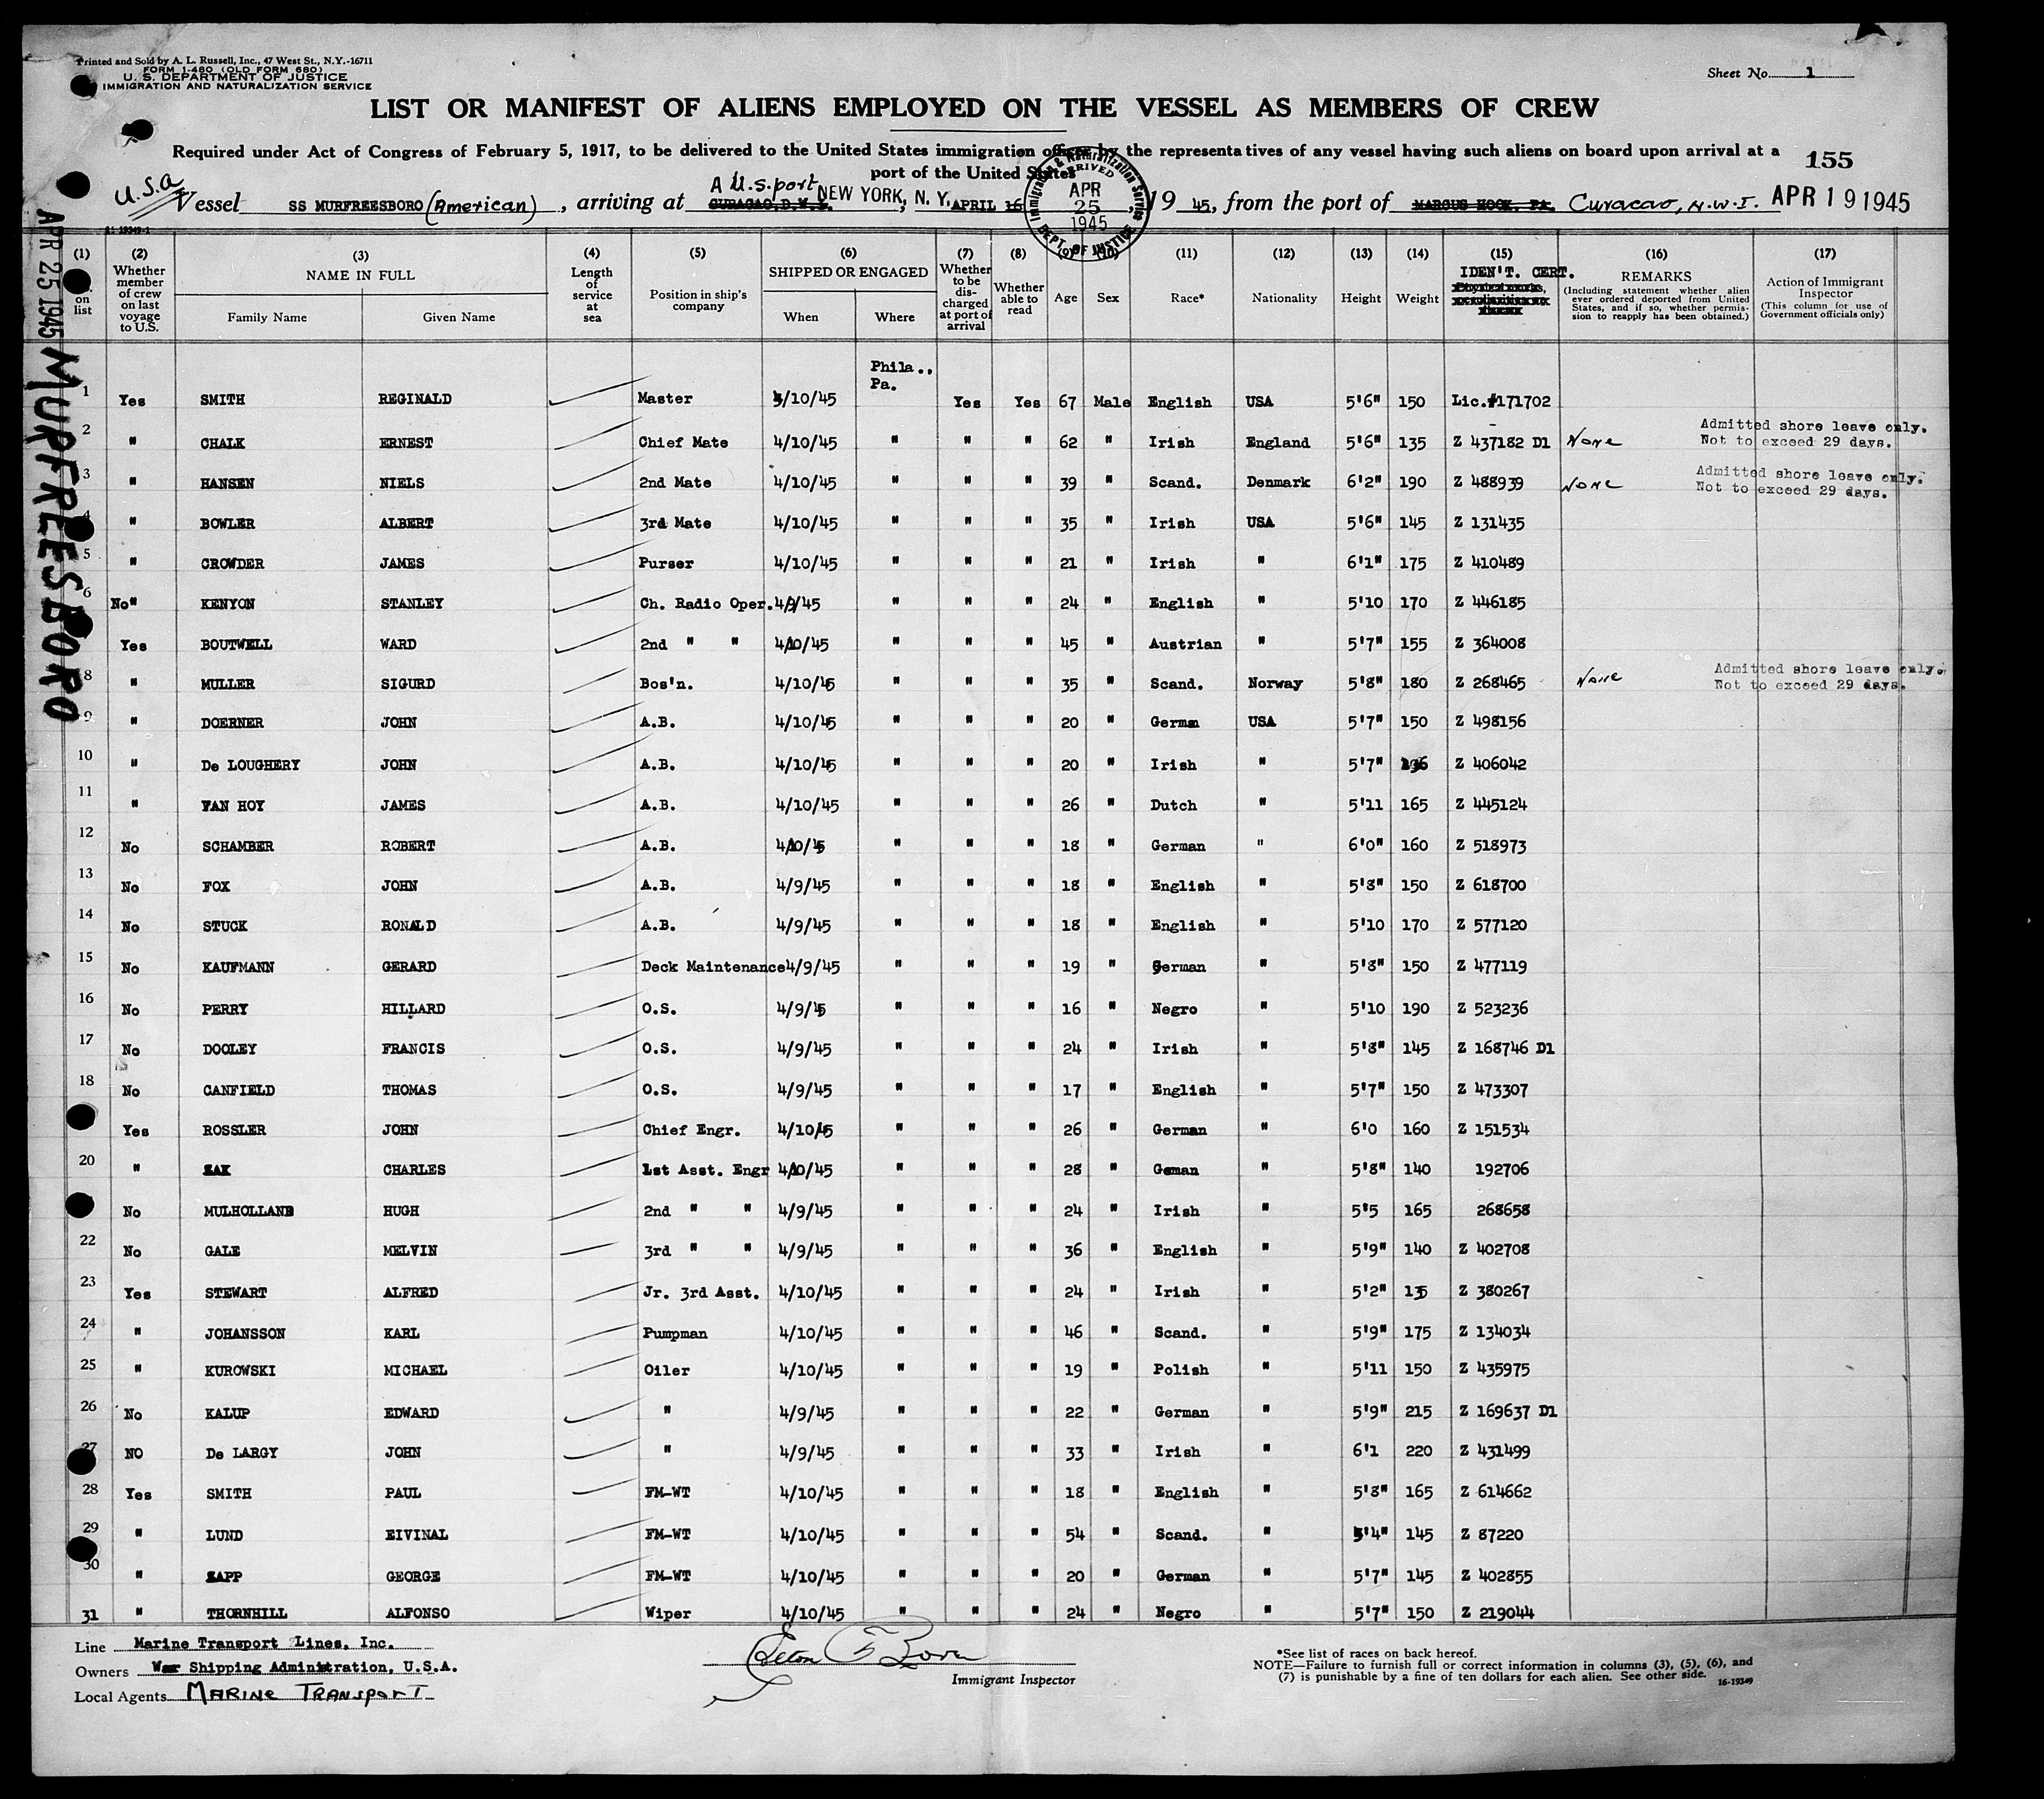 Printed and Sold by A. L. Russell, Inc., 47 West St., N.Y.-16711
FORM 1-480 (OLD FORM 680)
U. S. DEPARTMENT OF JUSTICE
IMMIGRATION AND NATURALIZATION SERVICE
Sheet No. 1
LIST OR MANIFEST OF ALIENS EMPLOYED ON THE VESSEL AS MEMBERS OF CREW
Required under Act of Congress of February 5, 1917, to be delivered to the United States immigration officer by the representatives of any vessel having such aliens on board upon arrival at a
port of the United States
155
U.S.A Vessel SS MURFREESBORO (American), arriving at A U.S. port CURACAO, D.W.I. NEW YORK, N. Y. APRIL 16, 19 45, from the port of MARCUS HOOK, PA. Curacao, N.W.I. APR 19 1945
Immigration & Naturalization Service ARRIVED APR 25 1945 DEPT. OF JUSTICE
APR 25 1945 MURFREESBORO
(1) (2) (3) (4) (5) (6) (7) (8) (9) (10) (11) (12) (13) (14) (15) (16) (17)
on list
Whether member of crew on last voyage to U.S.
NAME IN FULL
Family Name Given Name
Length of service at sea
Position in ship's company
SHIPPED OR ENGAGED
When Where
Whether to be discharged at port of arrival
Whether able to read
Age Sex Race* Nationality Height Weight
IDEN'T. CERT.
REMARKS
(Including statement whether alien ever ordered deported from United States, and if so, whether permission to reapply has been obtained.)
Action of Immigrant Inspector
(This column for use of Government officials only)
1 Yes SMITH REGINALD Master 4/10/45 Phila., Pa. Yes Yes 67 Male English USA 5'6" 150 Lic.#171702
2 " CHALK ERNEST Chief Mate 4/10/45 " " " 62 " Irish England 5'6" 135 Z 437182 D1 None Admitted shore leave only. Not to exceed 29 days.
3 " HANSEN NIELS 2nd Mate 4/10/45 " " " 39 " Scand. Denmark 6'2" 190 Z 488939 None Admitted shore leave only. Not to exceed 29 days.
4 " BOWLER ALBERT 3rd Mate 4/10/45 " " " 35 " Irish USA 5'6" 145 Z 131435
5 " CROWDER JAMES Purser 4/10/45 " " " 21 " Irish " 6'1" 175 Z 410489
6 No" KENYON STANLEY Ch. Radio Oper. 4/9/45 " " " 24 " English " 5'10 170 Z 446185
Yes BOUTWELL WARD 2nd " " 4/10/45 " " " 45 " Austrian " 5'7" 155 Z 364008
8 " MULLER SIGURD Bos'n. 4/10/45 " " " 35 " Scand. Norway 5'8" 180 Z 268465 None Admitted shore leave only. Not to exceed 29 days.
9 " DOERNER JOHN A.B. 4/10/45 " " " 20 " German USA 5'7" 150 Z 498156
10 " De LOUGHERY JOHN A.B. 4/10/45 " " " 20 " Irish " 5'7" Z 406042
11 " VAN HOY JAMES A.B. 4/10/45 " " " 26 " Dutch " 5'11 165 Z 445124
12 No SCHAMBER ROBERT A.B. 4/10/45 " " " 18 " German " 6'0" 160 Z 518973
13 No FOX JOHN A.B. 4/9/45 " " " 18 " English " 5'8" 150 Z 618700
14 No STUCK RONALD A.B. 4/9/45 " " " 18 " English " 5'10 170 Z 577120
15 No KAUFMANN GERARD Deck Maintenance 4/9/45 " " " 19 " German " 5'8" 150 Z 477119
16 No PERRY HILLARD O.S. 4/9/45 " " " 16 " Negro " 5'10 190 Z 523236
17 No DOOLEY FRANCIS O.S. 4/9/45 " " " 24 " Irish " 5'8" 145 Z 168746 D1
18 No CANFIELD THOMAS O.S. 4/9/45 " " " 17 " English " 5'7" 150 Z 473307
Yes ROSSLER JOHN Chief Engr. 4/10/45 " " " 26 " German " 6'0 160 Z 151534
20 " ZAK CHARLES 1st Asst. Engr 4/10/45 " " " 28 " Geman " 5'8" 140 192706
No MULHOLLAND HUGH 2nd " " 4/9/45 " " " 24 " Irish " 5'5 165 268658
22 No GALE MELVIN 3rd " " 4/9/45 " " " 36 " English " 5'9" 140 Z 402708
23 Yes STEWART ALFRED Jr. 3rd Asst. 4/10/45 " " " 24 " Irish " 5'2" 135 Z 380267
24 " JOHANSSON KARL Pumpman 4/10/45 " " " 46 " Scand. " 5'9" 175 Z 134034
25 " KUROWSKI MICHAEL Oiler 4/10/45 " " " 19 " Polish " 5'11 150 Z 435975
26 No KALUP EDWARD " 4/9/45 " " " 22 " German " 5'9" 215 Z 169637 D1
27 NO De LARGY JOHN " 4/9/45 " " " 33 " Irish " 6'1 220 Z 431499
28 Yes SMITH PAUL FM-WT 4/10/45 " " " 18 " English " 5'8" 165 Z 614662
29 " LUND EIVINAL FM-WT 4/10/45 " " " 54 " Scand. " 5'4" 145 Z 87220
30 " SAPP GEORGE FM-WT 4/10/45 " " " 20 " German " 5'7" 145 Z 402855
31 " THORNHILL ALFONSO Wiper 4/10/45 " " " 24 " Negro " 5'7" 150 Z 219044
Line Marine Transport Lines, Inc.
Owners War Shipping Administration, U.S.A.
Local Agents MARINE TRANSPORT
Immigrant Inspector
*See list of races on back hereof.
NOTE—Failure to furnish full or correct information in columns (3), (5), (6), and
(7) is punishable by a fine of ten dollars for each alien. See other side.
16-19349